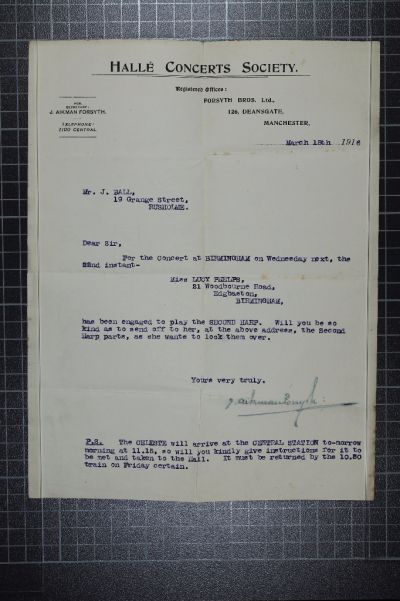 HALLÉ CONCERTS SOCIETY.
Registered Offices:
FORSYTH BROS. Ltd.,
126, DEANSGATE,
MANCHESTER,
HON. SECRETARY:
J. AIKMAN FORSYTH.
TELEPHONE:
2100 CENTRAL
March 15th 1916
Mr. J. BALL,
19 Grange Street,
RUSHOLME.
Dear Sir,
For the Concert at BIRMINGHAM on Wednesday next, the
22nd instant-
Miss LUCY PHELPS,
21 Woodbourne Road,
Edgbaston,
BIRMINGHAM,
has been engaged to play the SECOND HARP. Will you be so
kind as to send off to her, at the above address, the Second
Harp parts, as she wants to look them over.
Yours very truly.
J. Aikman Forsyth.
P.S. The CELESTE will arrive at the CENTRAL STATION to-morrow
morning at 11.15, so will you kindly give instructions for it to
be met and taken to the Hall. It must be returned by the 10.50
train on Friday certain.